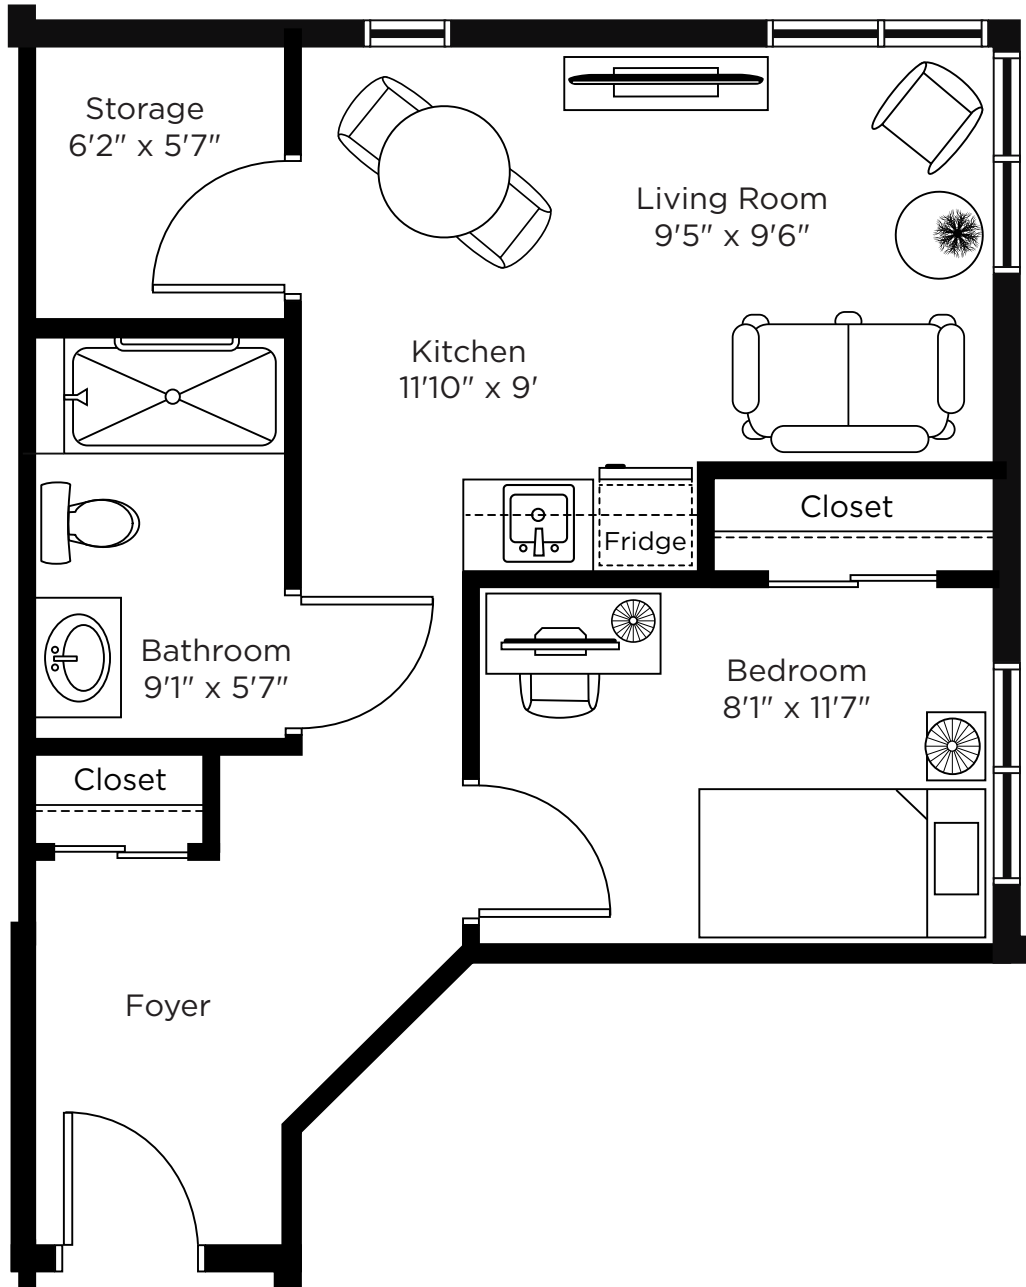 Storage
6'2" x 5'7"
Living Room
9'5" x 9'6"
Kitchen
11'10" x 9'
Closet
Fridge
Bathroom
9'1" x 5'7"
Bedroom
8'1" x 11'7"
Closet
Foyer